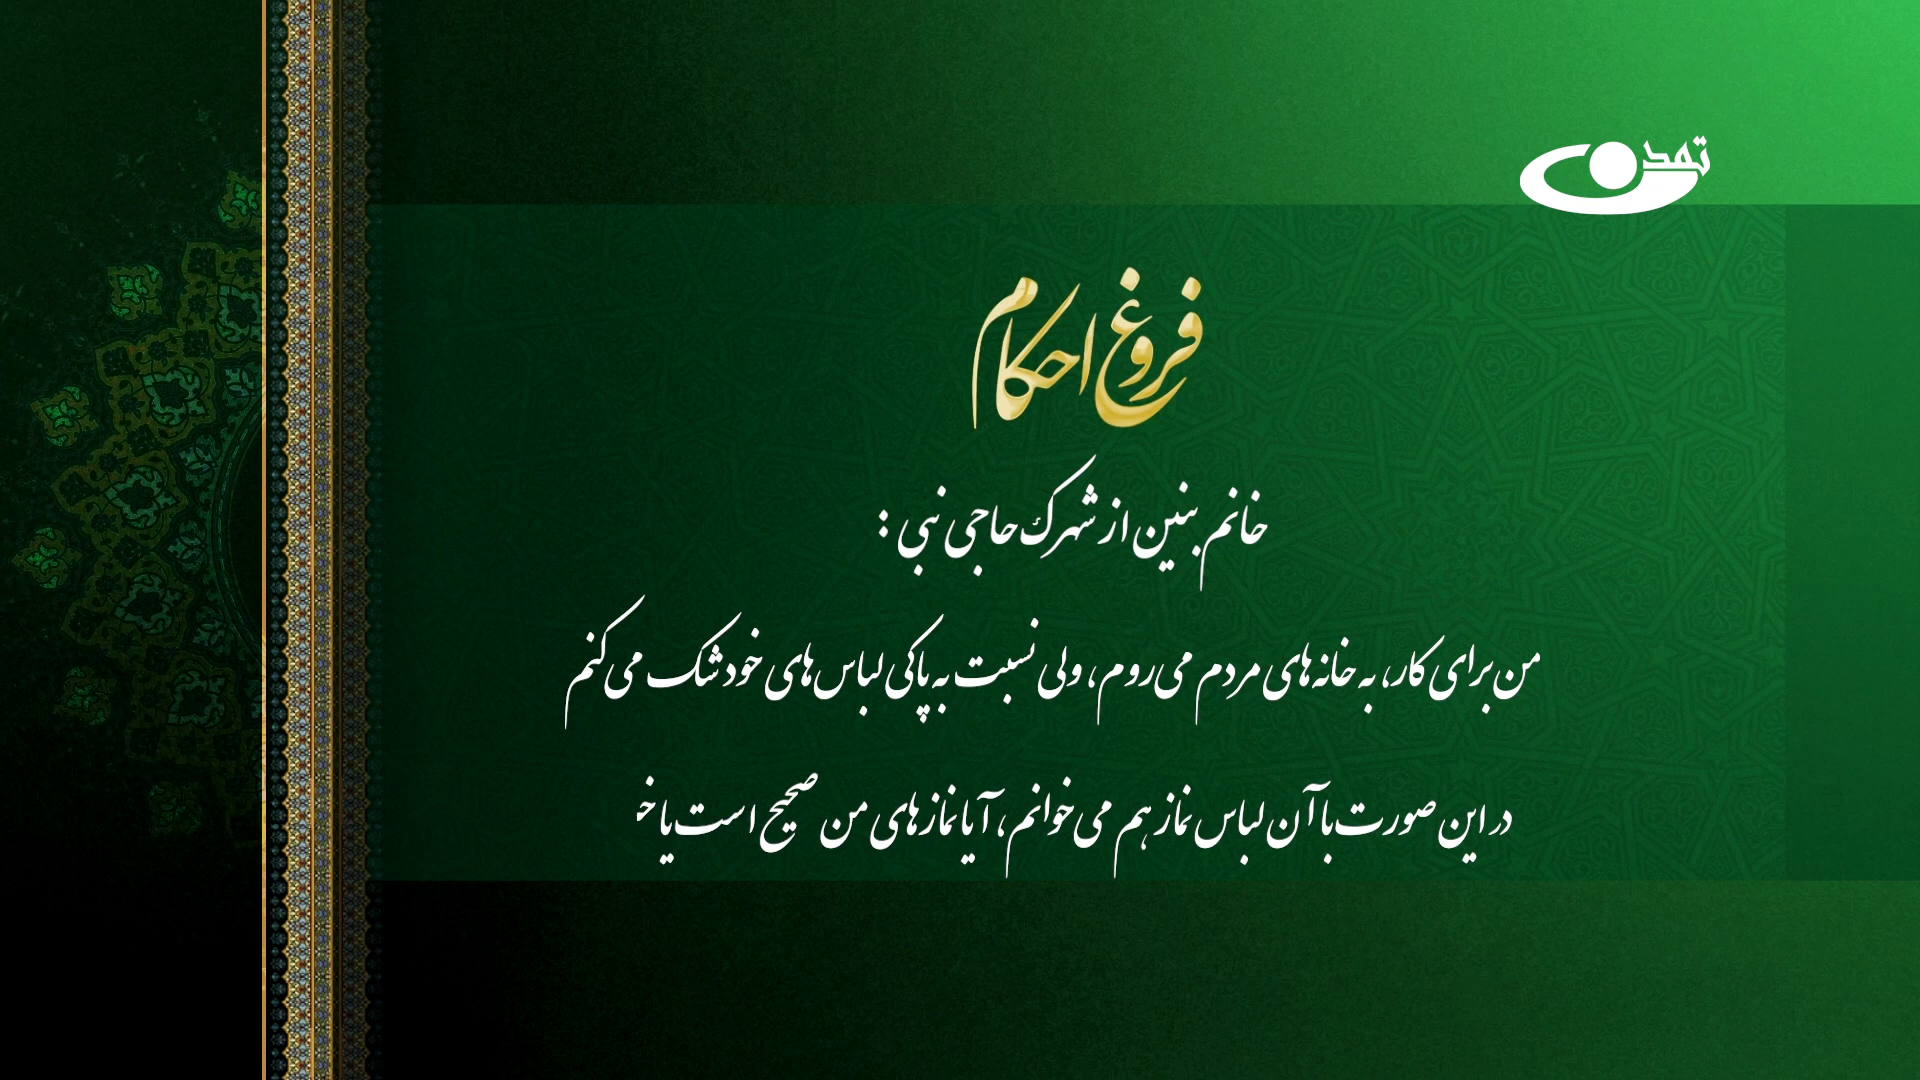 تمدن
فروغ احکام
خانم بنین از شهرک حاجی نبی :
من برای کار، به خانه‌های مردم می‌روم، ولی نسبت به پاکی لباس‌های خود شک می‌کنم
در این صورت با آن لباس نماز هم می‌خوانم، آیا نمازهای من صحیح است یا خ